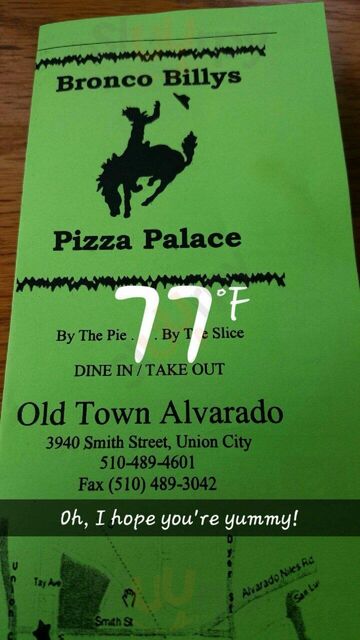 Bronco Billys
Pizza Palace
77°F
By The Pie . . . By The Slice
DINE IN / TAKE OUT
Old Town Alvarado
3940 Smith Street, Union City
510-489-4601
Fax (510) 489-3042
Oh, I hope you're yummy!
Alvarado Niles Rd
Tay Ave
Smith St